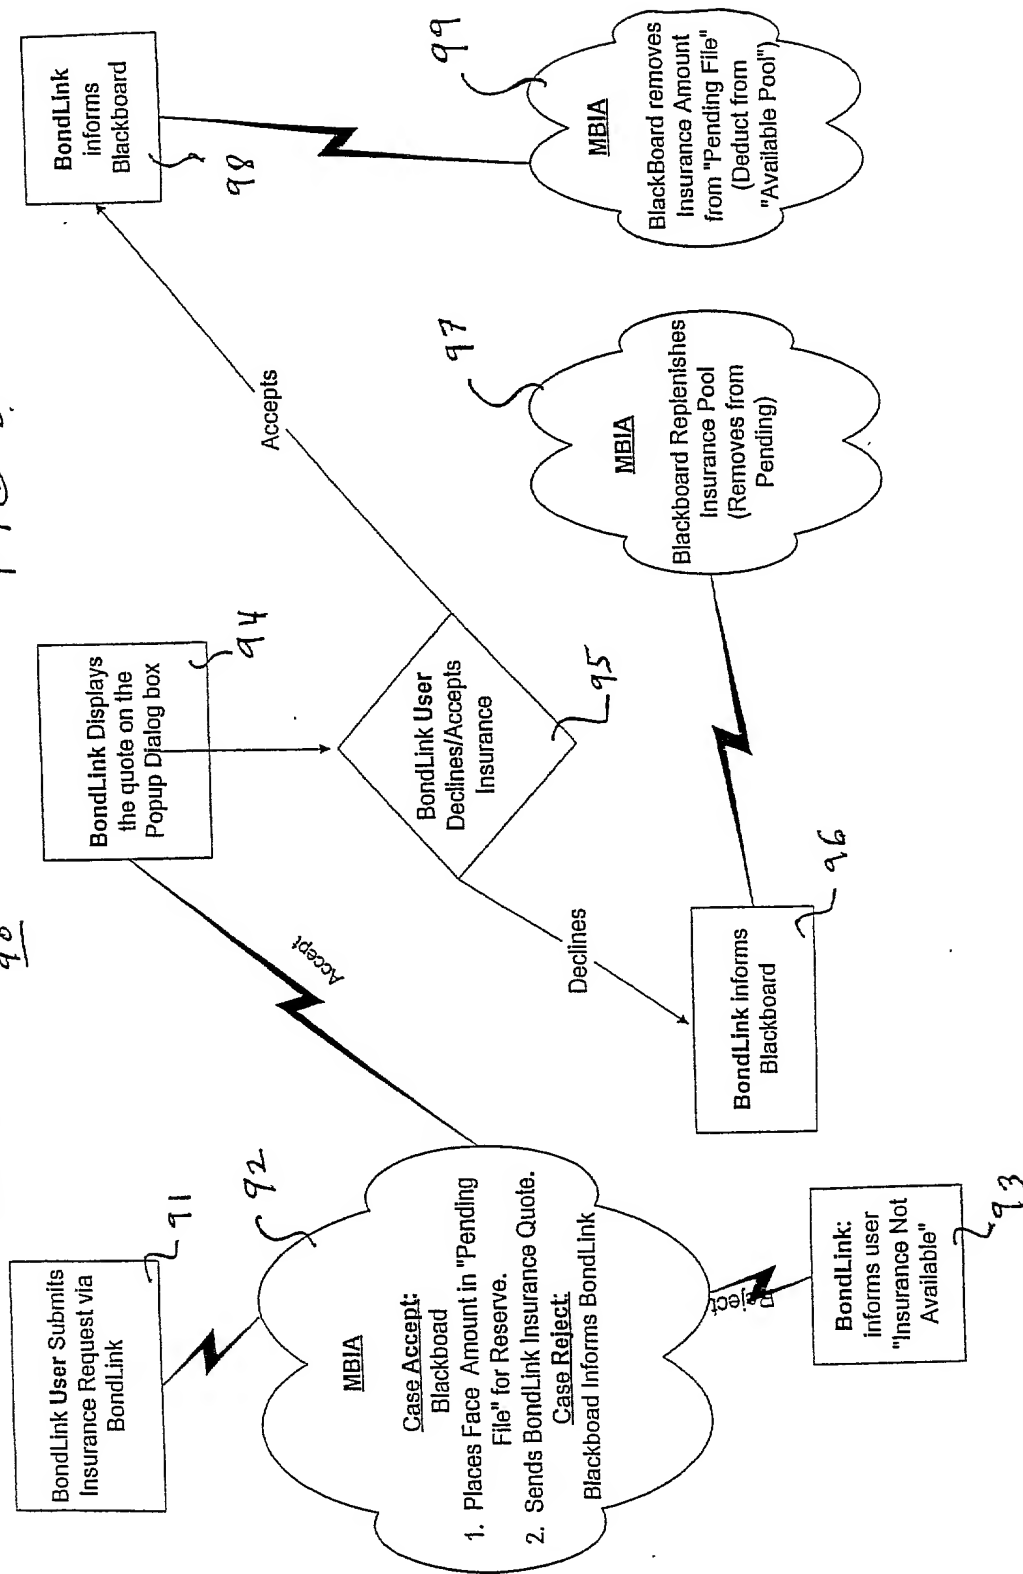 90
BondLink User Submits
Insurance Request via
BondLink
91
MBIA
Case Accept:
Blackboad
1. Places Face Amount in "Pending
File" for Reserve.
2. Sends BondLink Insurance Quote.
Case Reject:
Blackboad Informs BondLink
92
Reject
BondLink:
informs user
"Insurance Not
Available"
93
Accept
BondLink Displays
the quote on the
Popup Dialog box
94
BondLink User
Declines/Accepts
Insurance
95
Declines
BondLink informs
Blackboard
96
MBIA
Blackboard Replenishes
Insurance Pool
(Removes from
Pending)
97
Accepts
BondLink
informs
Blackboard
98
MBIA
BlackBoard removes
Insurance Amount
from "Pending File"
(Deduct from
"Available Pool")
99